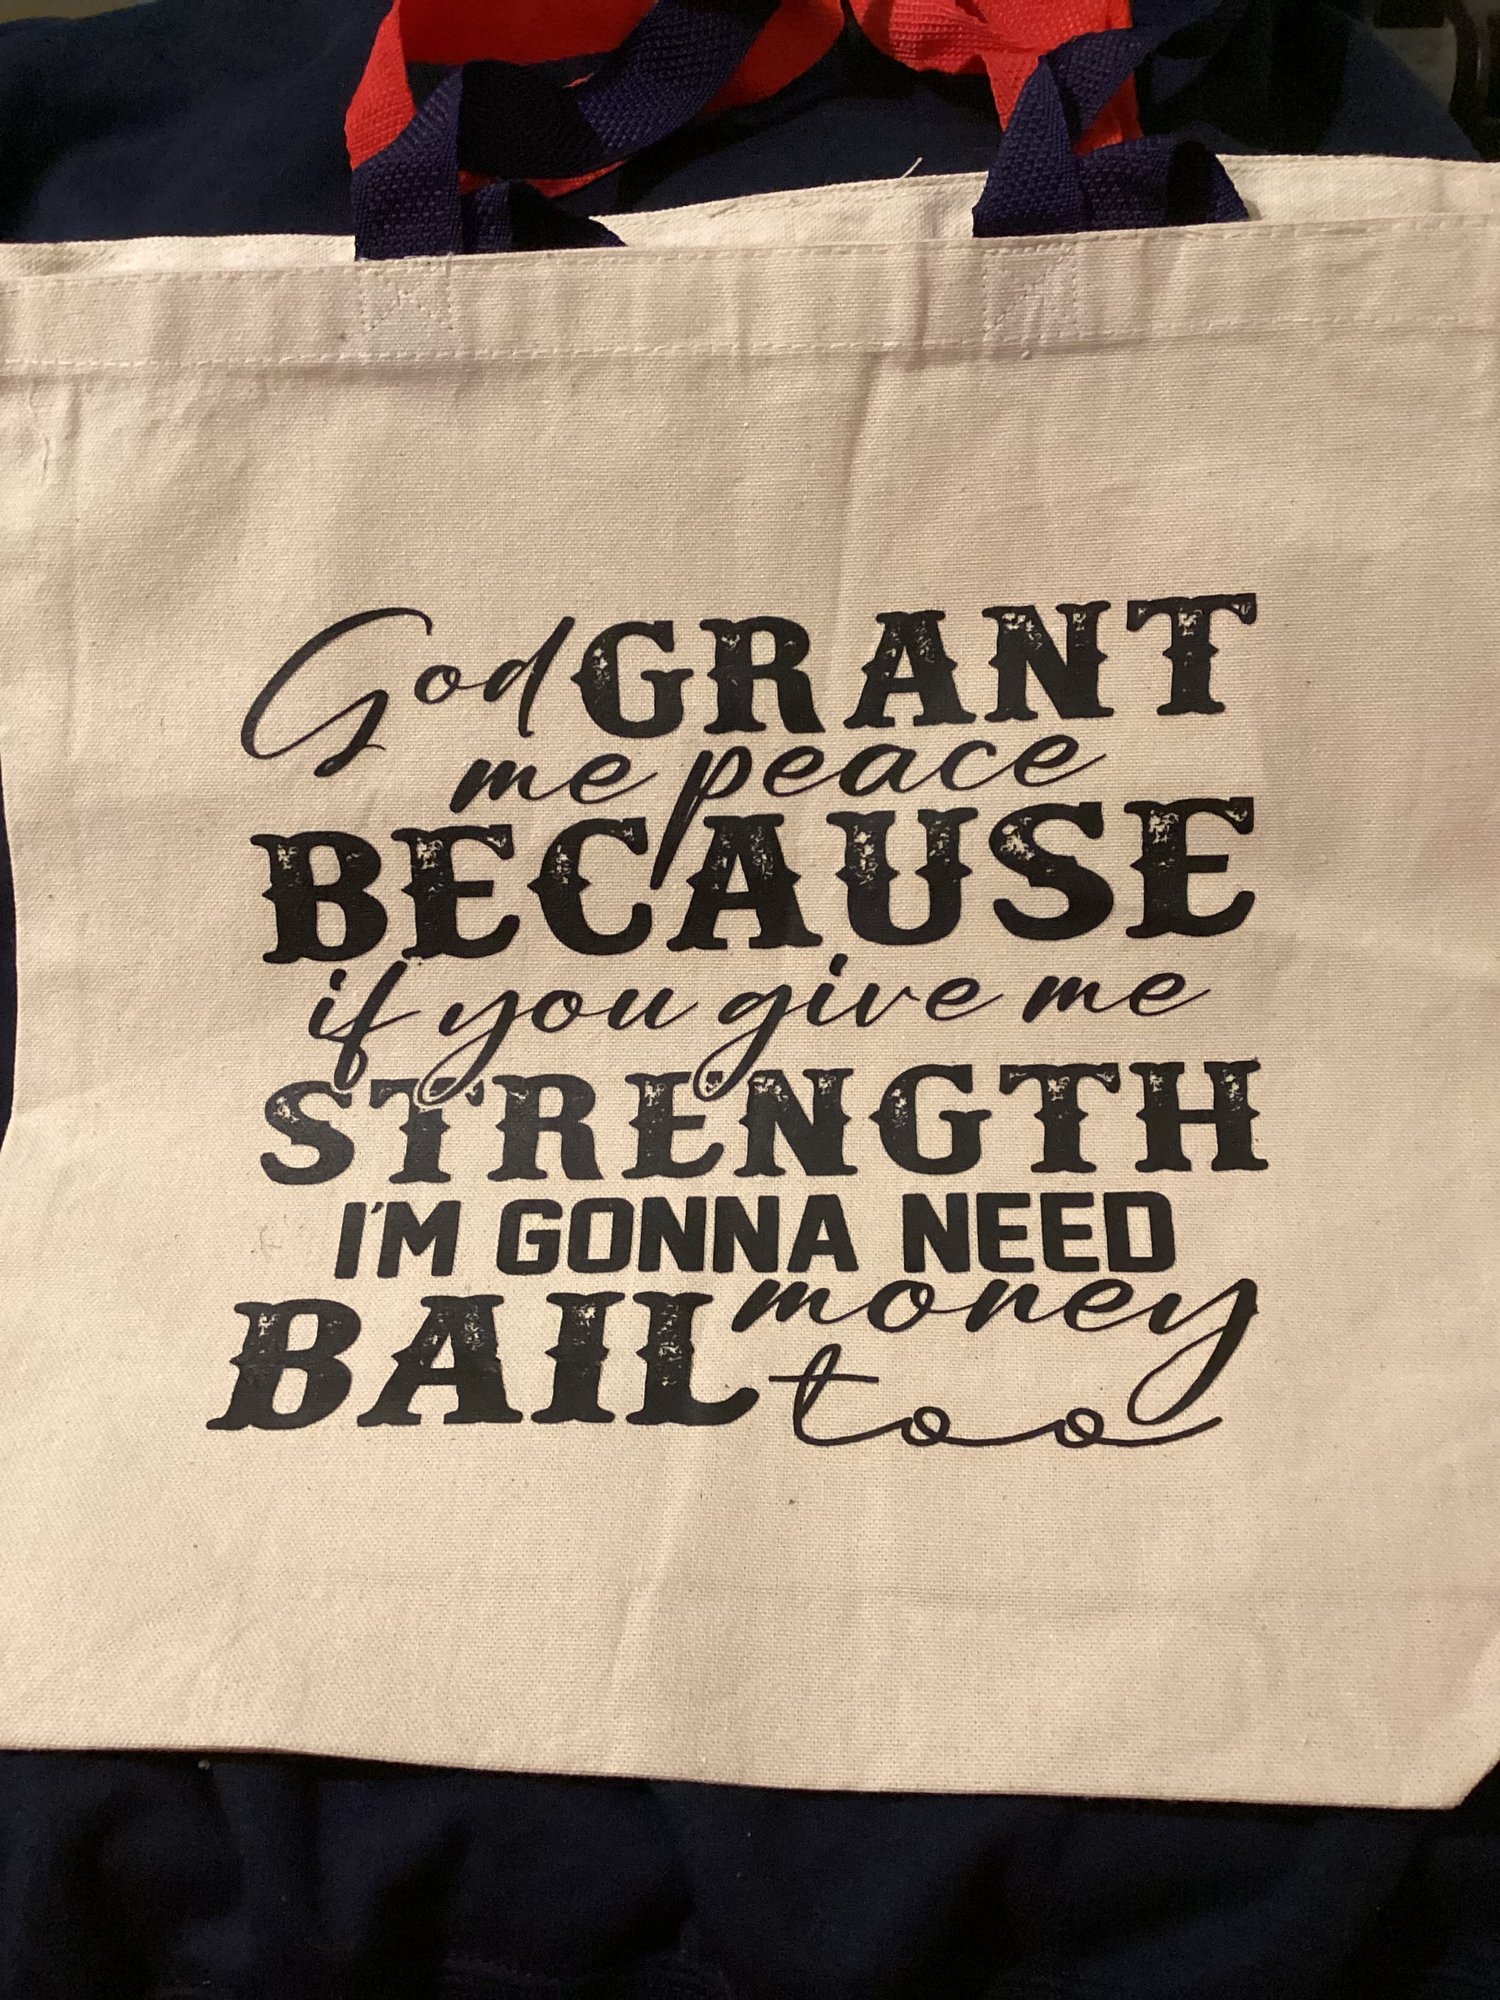 God GRANT
me peace
BECAUSE
if you give me
STRENGTH
I'M GONNA NEED
BAIL money
too